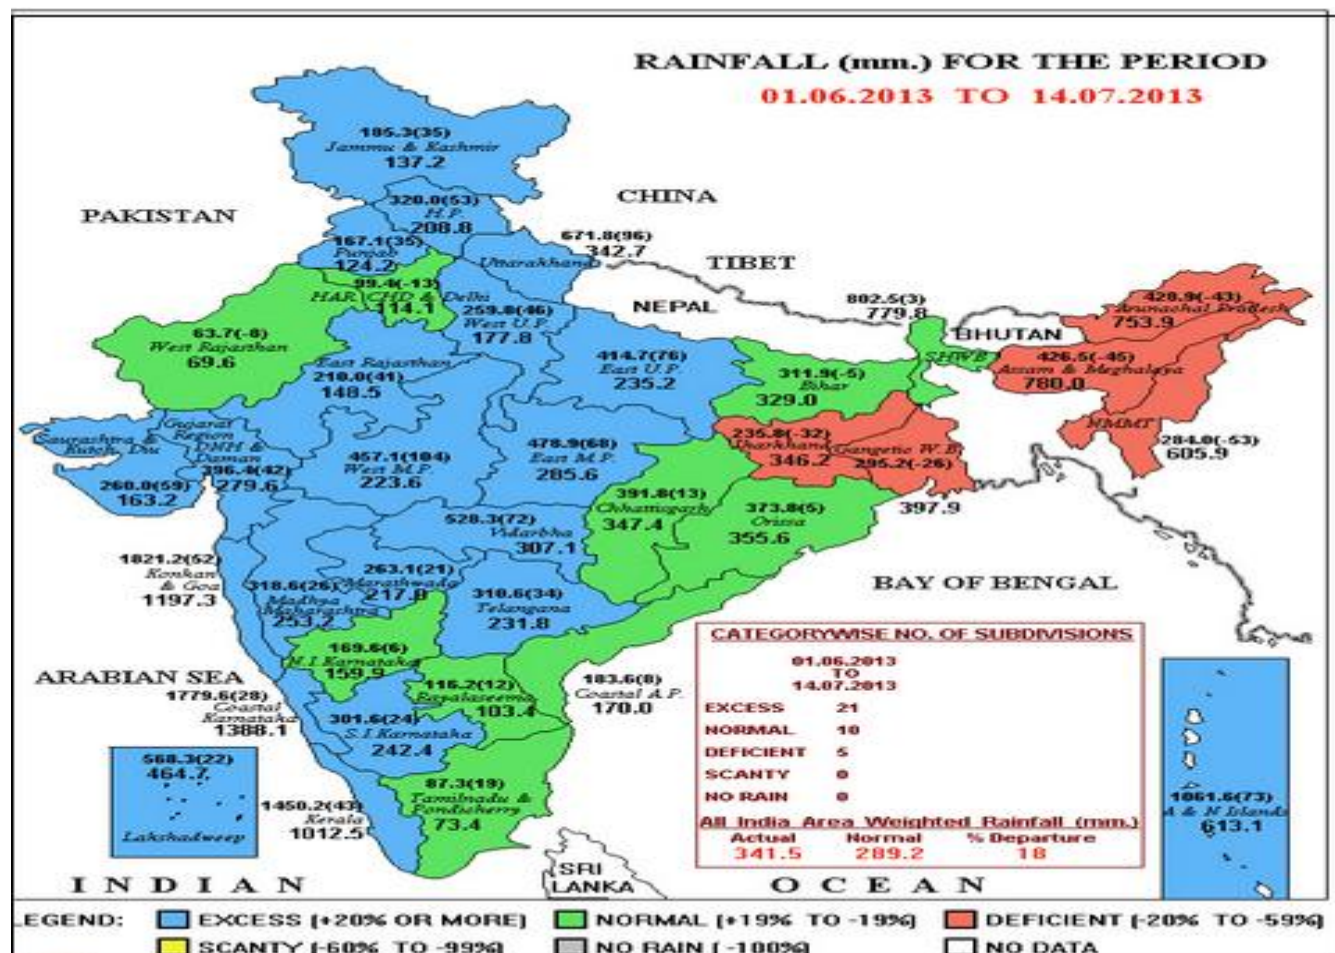 RAINFALL (mm.) FOR THE PERIOD
01.06.2013 TO 14.07.2013
185.3(35)
Jammu & Kashmir
137.2
CHINA
PAKISTAN
320.0(53)
H.P.
208.8
167.1(35)
Punjab
124.2
671.8(96)
342.7
Uttarakhand
TIBET
NEPAL
99.4(-13)
HAR. CHD & Delhi
114.1
259.8(46)
West U.P.
177.8
802.5(3)
779.8
BHUTAN
SHWB
428.9(-43)
Arunachal Pradesh
753.9
63.7(-8)
West Rajasthan
69.6
East Rajasthan
210.0(41)
148.5
414.7(76)
East U.P.
235.2
311.9(-5)
Bihar
329.0
426.5(-45)
Assam & Meghalaya
780.0
NMMT
284.0(-53)
605.9
Saurashtra &
Kutch, Diu
260.0(59)
163.2
Gujarat
Region
DNH &
Daman
396.4(42)
279.6
457.1(104)
West M.P.
223.6
478.9(68)
East M.P.
285.6
235.8(-32)
Jharkhand
346.2
Gangetic W.B
295.2(-26)
397.9
391.8(13)
Chhattisgarh
347.4
373.8(5)
Orissa
355.6
528.3(72)
Vidarbha
307.1
1821.2(52)
Konkan
& Goa
1197.3
318.6(26)
Madhya
Maharashtra
253.2
263.1(21)
Marathwada
310.6(34)
Telangana
231.8
BAY OF BENGAL
169.6(6)
N.I.Karnataka
159.9
ARABIAN SEA
1779.6(28)
Coastal
Karnataka
1388.1
116.2(12)
Rayalaseema
103.4
183.6(8)
Coastal A.P.
170.0
301.6(24)
S.I.Karnataka
242.4
568.3(22)
464.7
Lakshadweep
1450.2(43)
Kerala
1012.5
87.3(19)
Tamilnadu &
Pondicherry
73.4
CATEGORYWISE NO. OF SUBDIVISIONS
01.06.2013
TO
14.07.2013
EXCESS 21
NORMAL 10
DEFICIENT 5
SCANTY 0
NO RAIN 0
All India Area Weighted Rainfall (mm.)
Actual Normal % Departure
341.5 289.2 18
1061.6(73)
A & N Islands
613.1
SRI
LANKA
INDIAN OCEAN
LEGEND: EXCESS (+20% OR MORE) NORMAL (+19% TO -19%) DEFICIENT (-20% TO -59%)
SCANTY (-60% TO -99%) NO RAIN (-100%) NO DATA